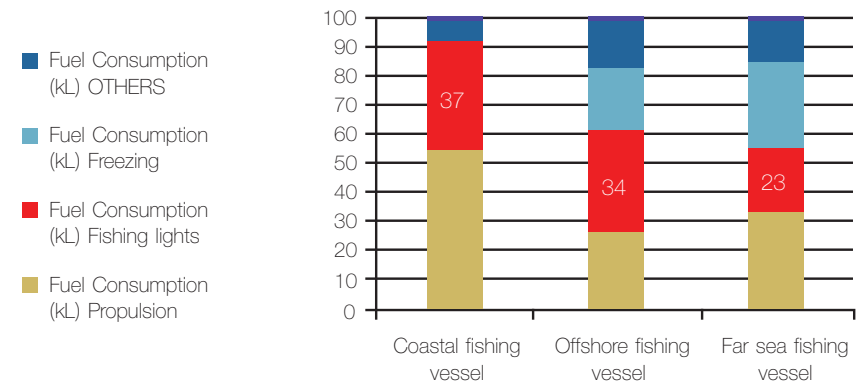 Fuel Consumption
(kL) OTHERS
Fuel Consumption
(kL) Freezing
Fuel Consumption
(kL) Fishing lights
Fuel Consumption
(kL) Propulsion
100
90
80
70
60
50
40
30
20
10
0
37
34
23
Coastal fishing
vessel
Offshore fishing
vessel
Far sea fishing
vessel